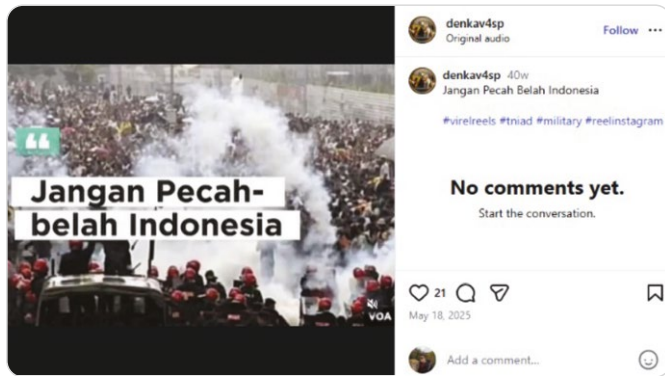 denkav4sp
Original audio
Follow
denkav4sp 40w
Jangan Pecah Belah Indonesia
#virelreels #tniad #military #reelinstagram
Jangan Pecah-
belah Indonesia
VOA
No comments yet.
Start the conversation.
21
May 18, 2025
Add a comment...